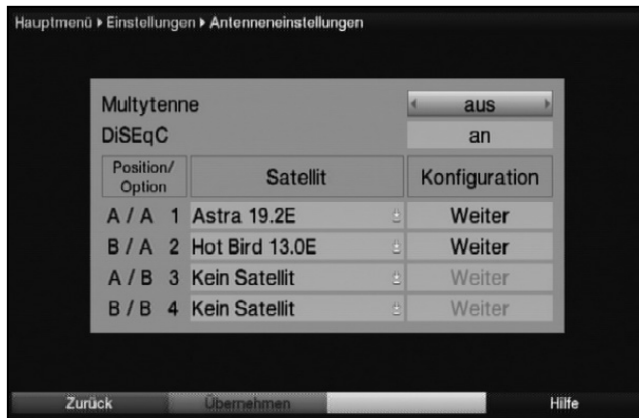 Hauptmenü ▸ Einstellungen ▸ Antenneneinstellungen
Multytenne aus
DiSEqC an
Position/ Option Satellit Konfiguration
A / A 1 Astra 19.2E Weiter
B / A 2 Hot Bird 13.0E Weiter
A / B 3 Kein Satellit Weiter
B / B 4 Kein Satellit Weiter
Zurück Übernehmen Hilfe